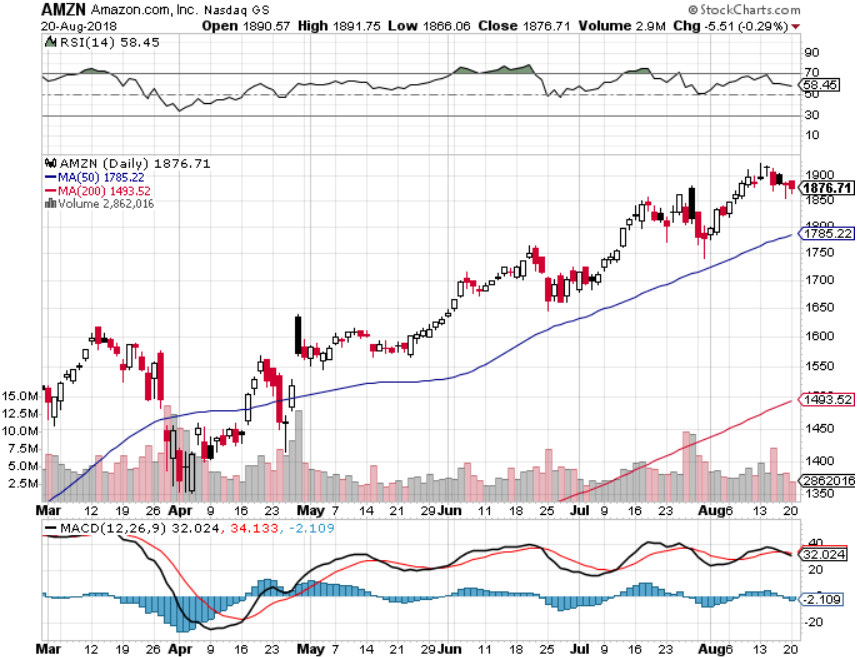 AMZN Amazon.com, Inc. Nasdaq GS © StockCharts.com
20-Aug-2018 Open 1890.57 High 1891.75 Low 1866.06 Close 1876.71 Volume 2.9M Chg -5.51 (-0.29%)
RSI(14) 58.45
90
70
58.45
50
30
10
AMZN (Daily) 1876.71
MA(50) 1785.22
MA(200) 1493.52
Volume 2,862,016
1900
1876.71
1850
1800
1785.22
1750
1700
1650
1600
1550
1500
1493.52
1450
1400
2862016
1350
15.0M
12.5M
10.0M
7.5M
5.0M
2.5M
Mar 12 19 26 Apr 9 16 23 May 7 14 21 29 Jun 11 18 25 Jul 9 16 23 Aug 6 13 20
MACD(12,26,9) 32.024, 34.133, -2.109
40
32.024
20
-2.109
-20
Mar 12 19 26 Apr 9 16 23 May 7 14 21 29 Jun 11 18 25 Jul 9 16 23 Aug 6 13 20